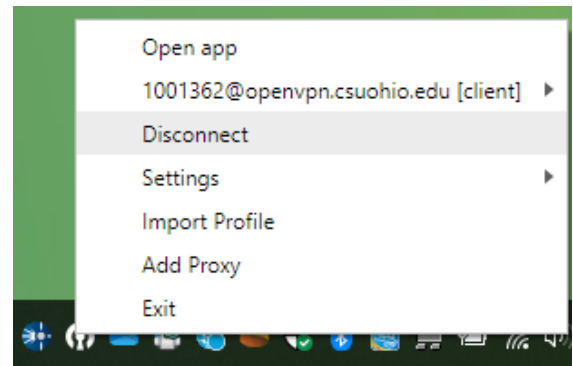 Open app
1001362@openvpn.csuohio.edu [client]
Disconnect
Settings
Import Profile
Add Proxy
Exit